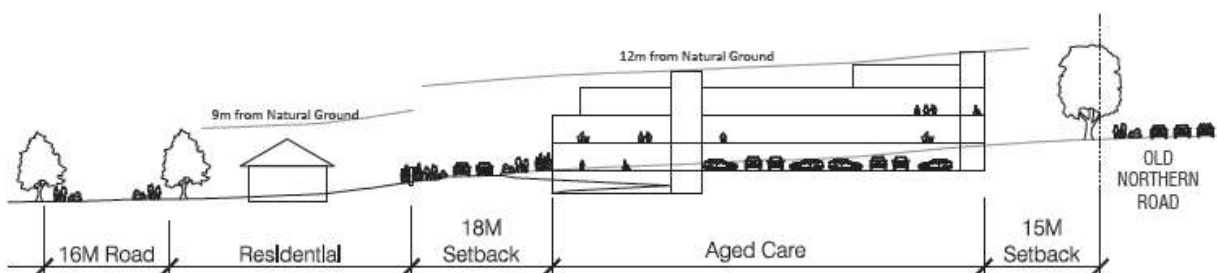 12m from Natural Ground
9m from Natural Ground
OLD
NORTHERN
ROAD
16M Road
Residential
18M
Setback
Aged Care
15M
Setback